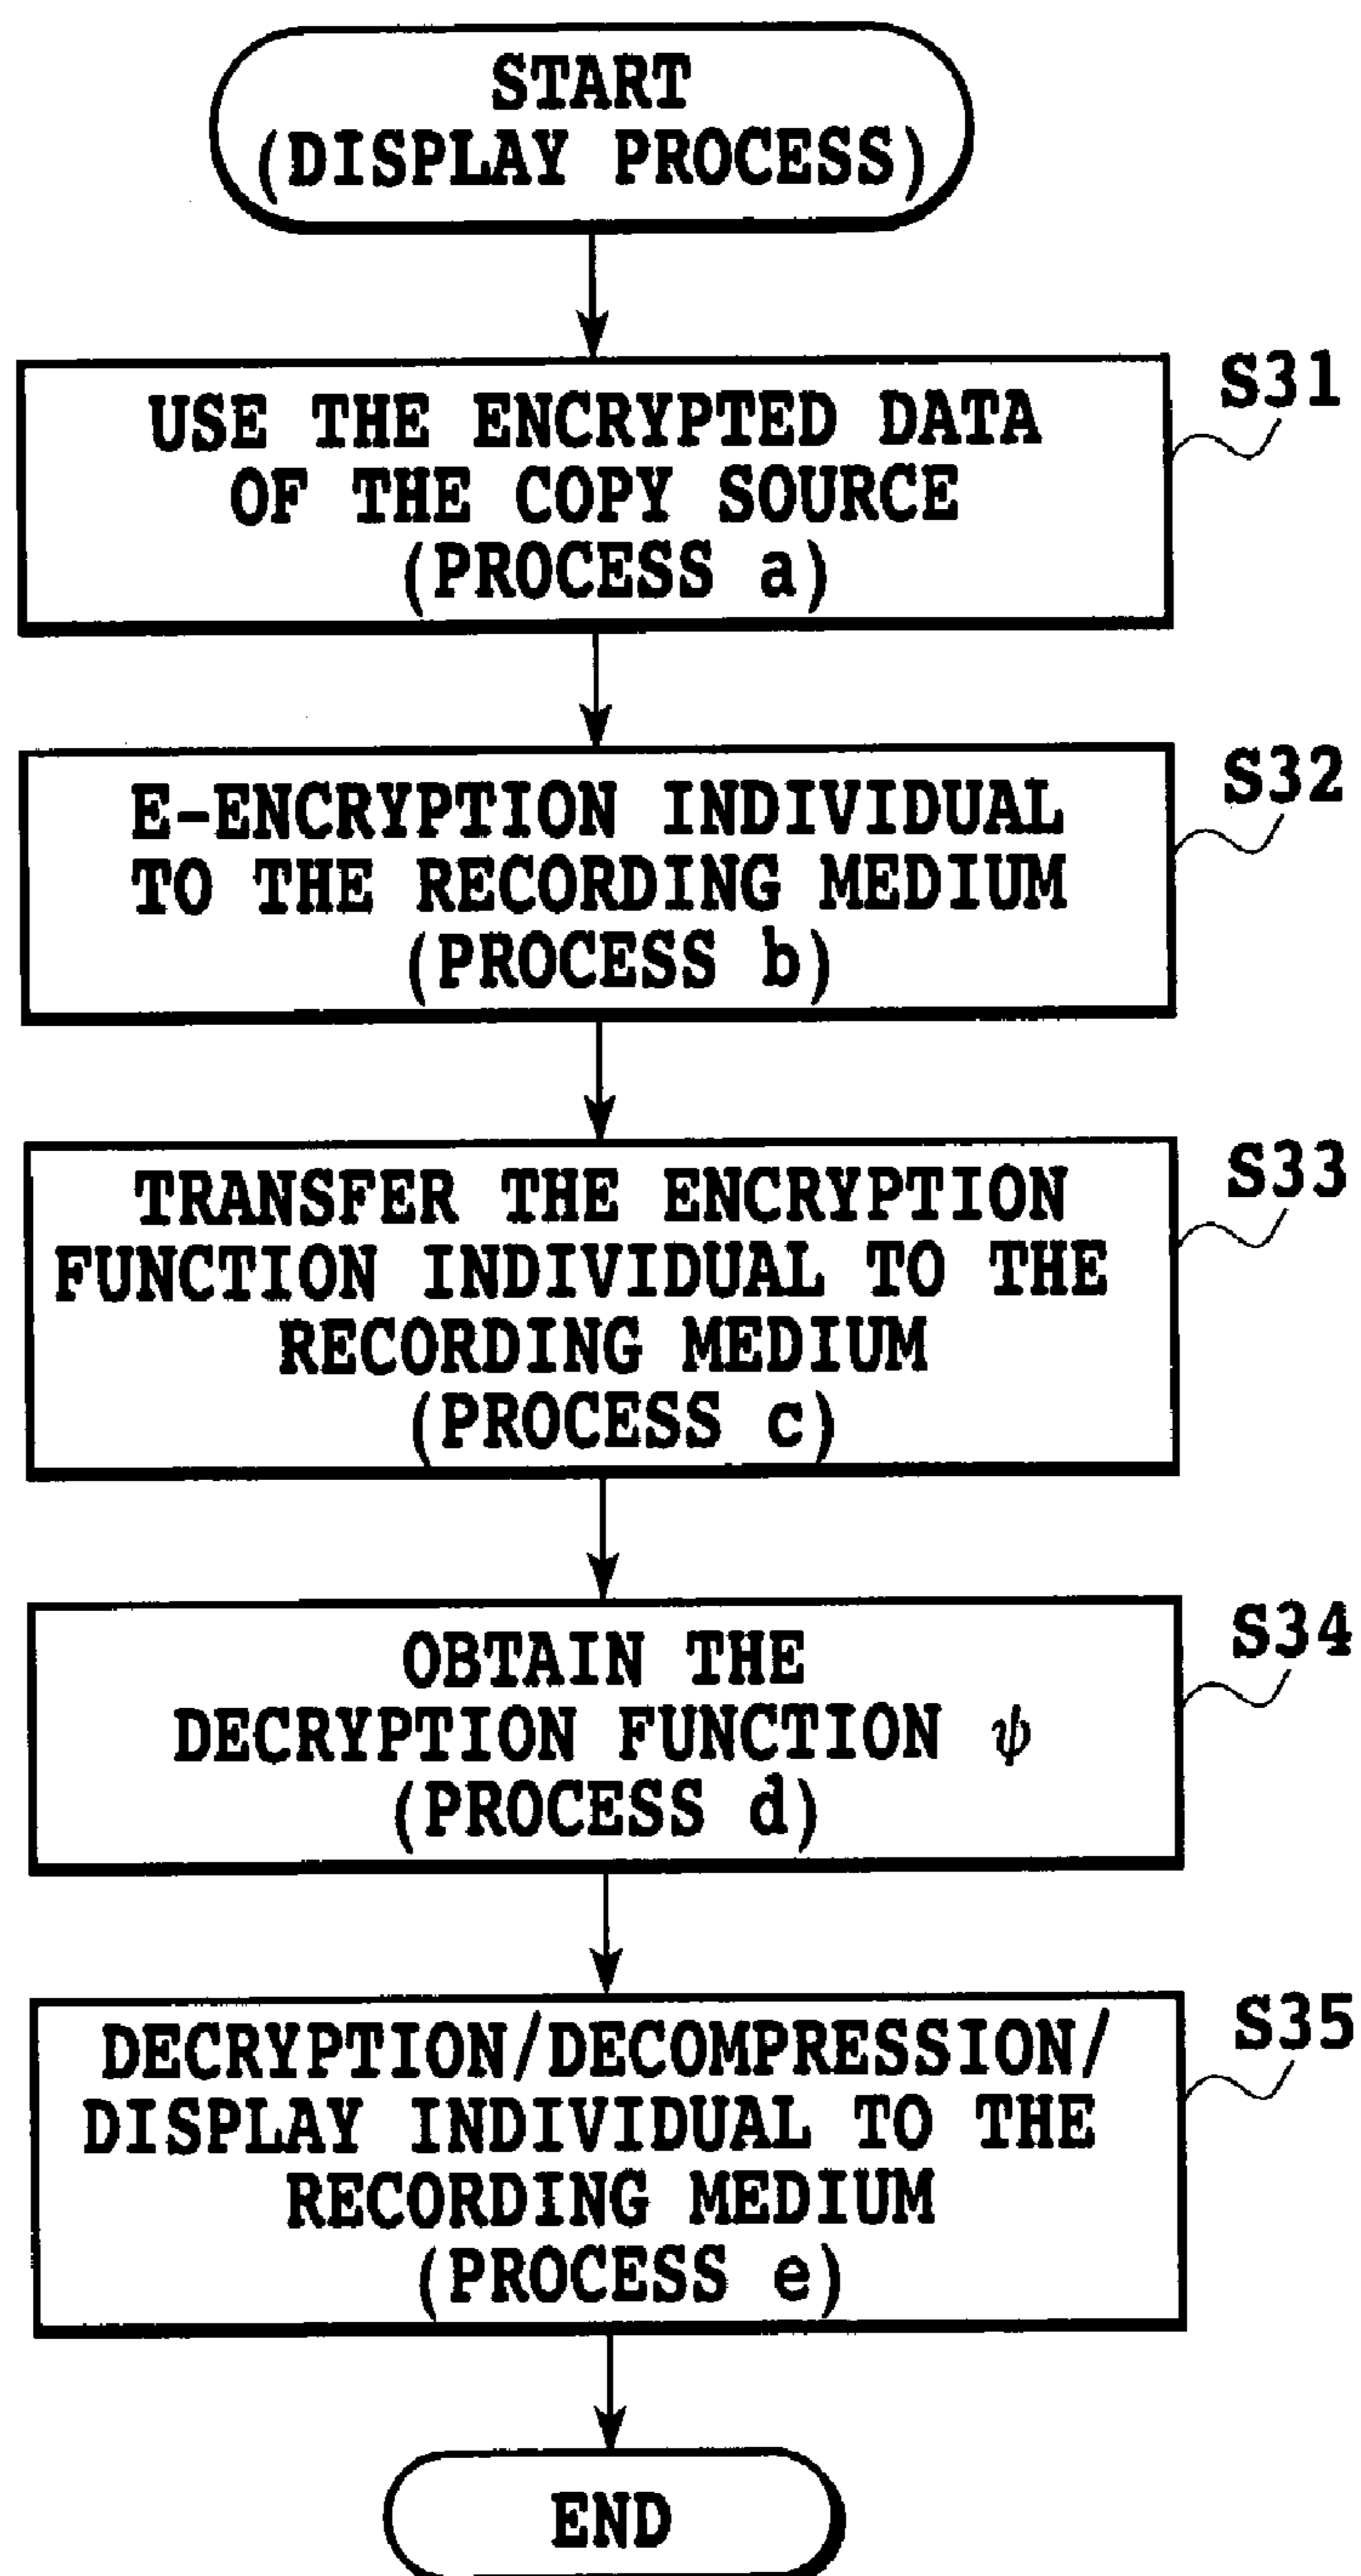 START
(DISPLAY PROCESS)
USE THE ENCRYPTED DATA
OF THE COPY SOURCE
(PROCESS a)
S31
E-ENCRYPTION INDIVIDUAL
TO THE RECORDING MEDIUM
(PROCESS b)
S32
TRANSFER THE ENCRYPTION
FUNCTION INDIVIDUAL TO THE
RECORDING MEDIUM
(PROCESS c)
S33
OBTAIN THE
DECRYPTION FUNCTION ψ
(PROCESS d)
S34
DECRYPTION/DECOMPRESSION/
DISPLAY INDIVIDUAL TO THE
RECORDING MEDIUM
(PROCESS e)
S35
END